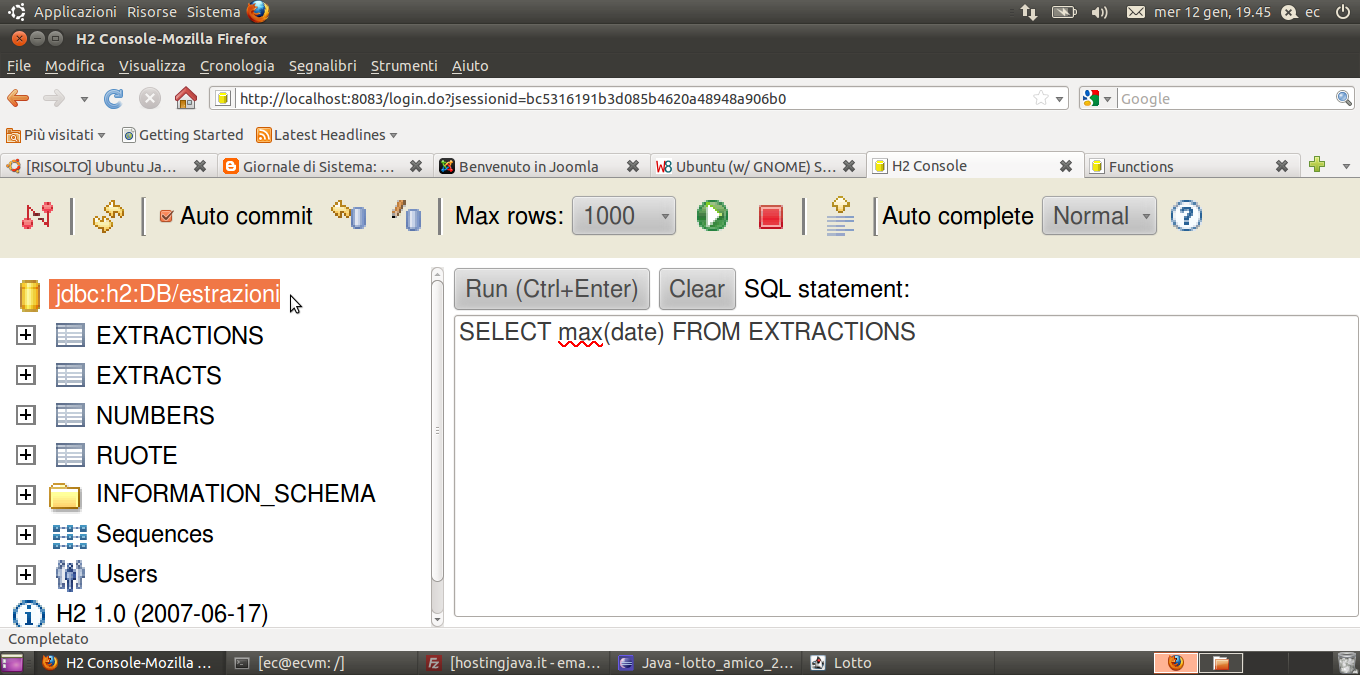 Applicazioni Risorse Sistema mer 12 gen, 19.45 ec
H2 Console-Mozilla Firefox
File Modifica Visualizza Cronologia Segnalibri Strumenti Aiuto
http://localhost:8083/login.do?jsessionid=bc5316191b3d085b4620a48948a906b0 Google
Più visitati Getting Started Latest Headlines
[RISOLTO] Ubuntu Ja... Giornale di Sistema: ... Benvenuto in Joomla W8 Ubuntu (w/ GNOME) S... H2 Console Functions
Auto commit Max rows: 1000 Auto complete Normal
jdbc:h2:DB/estrazioni
EXTRACTIONS
EXTRACTS
NUMBERS
RUOTE
INFORMATION_SCHEMA
Sequences
Users
H2 1.0 (2007-06-17)
Run (Ctrl+Enter) Clear SQL statement:
SELECT max(date) FROM EXTRACTIONS
Completato
H2 Console-Mozilla ... [ec@ecvm: /] [hostingjava.it - ema... Java - lotto_amico_2... Lotto